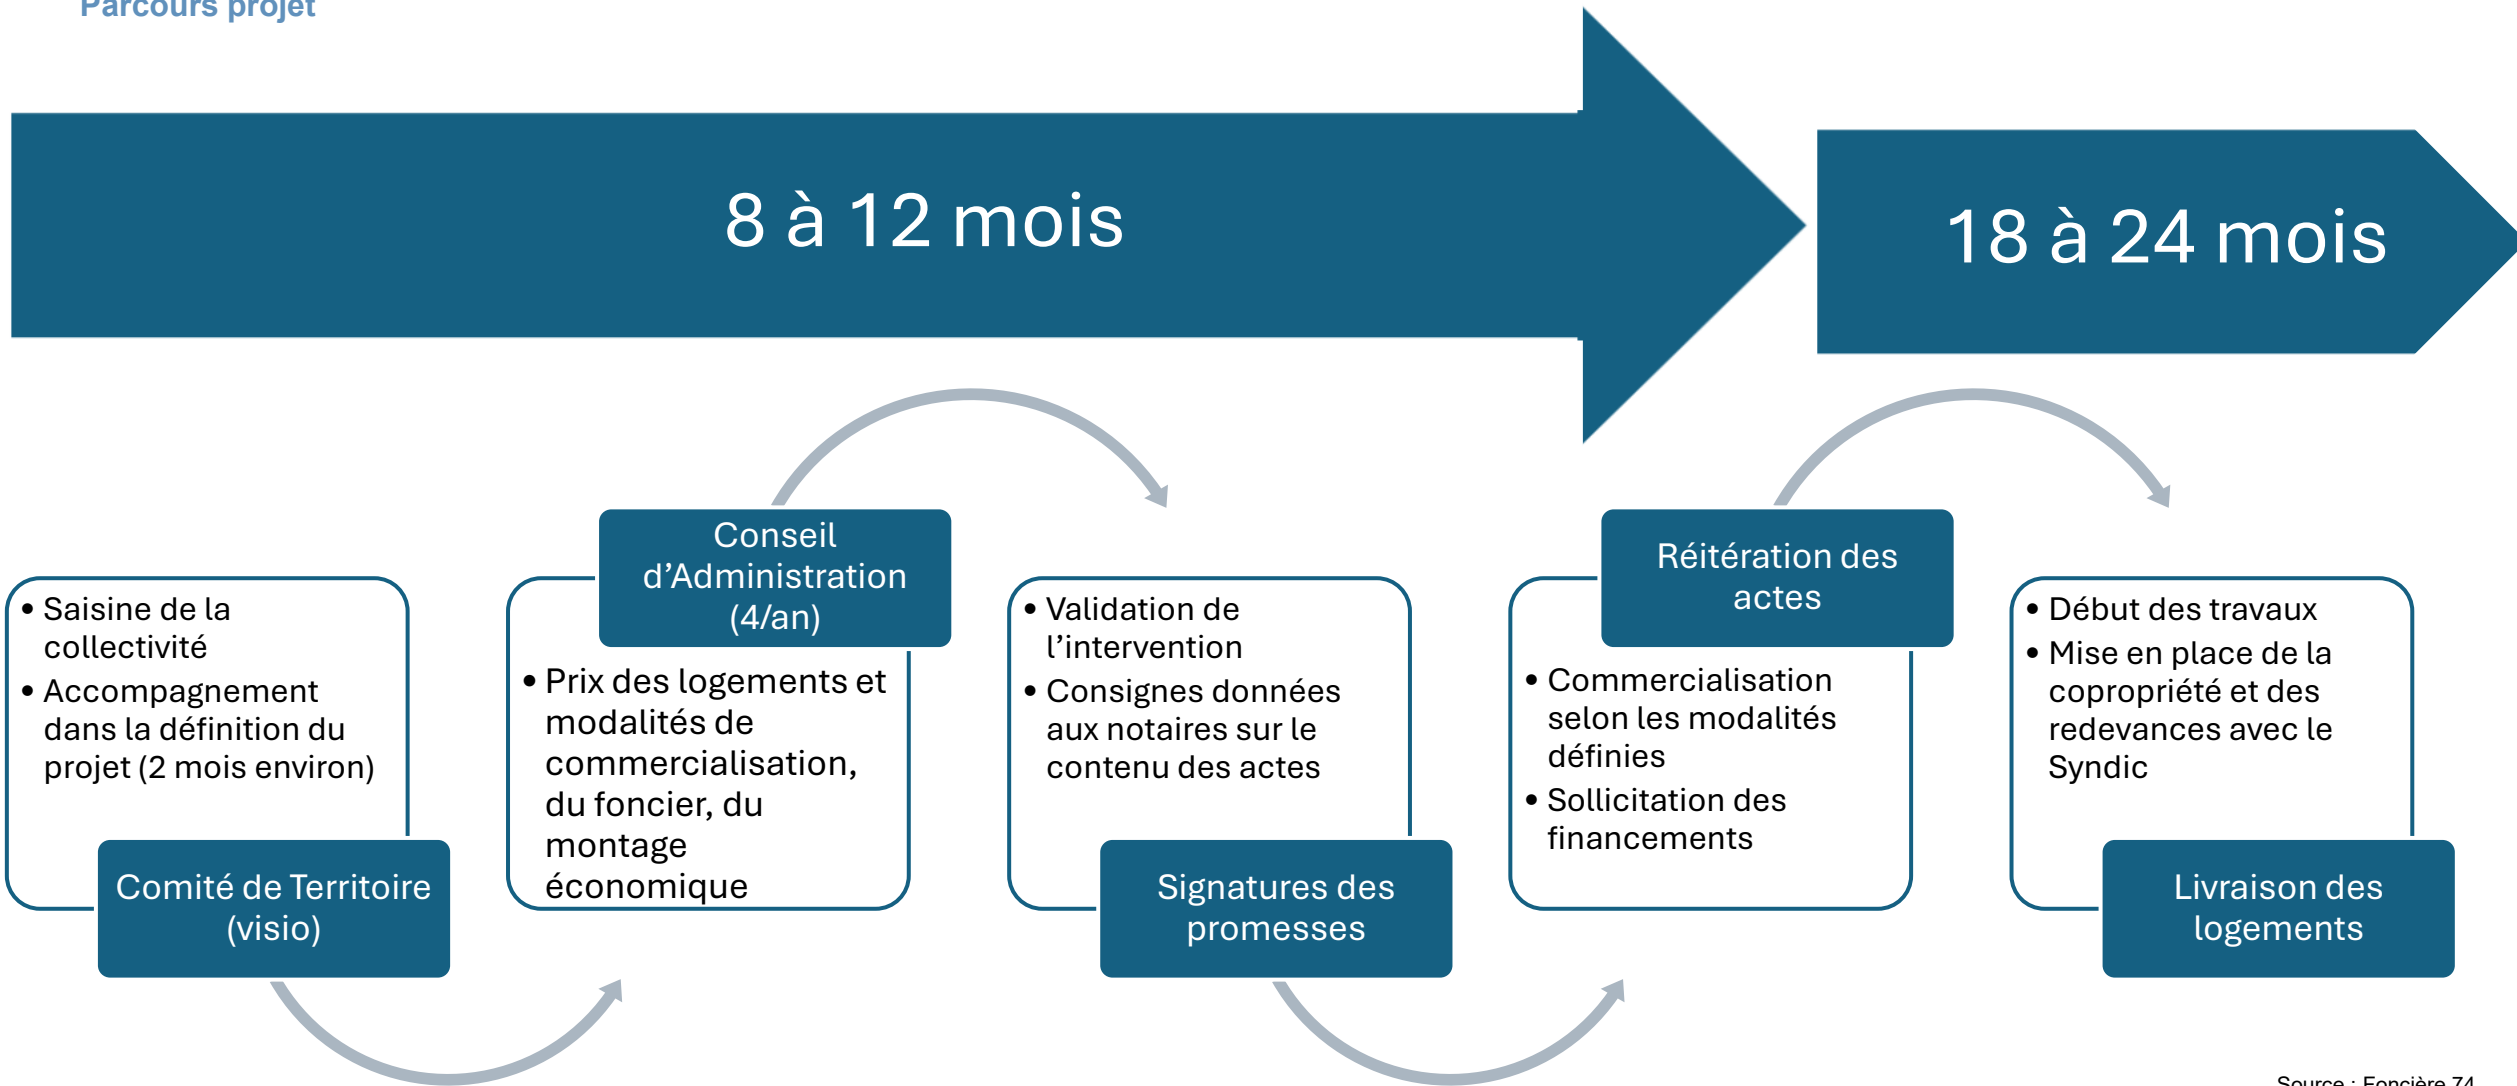 Parcours projet
8 à 12 mois
18 à 24 mois
• Saisine de la
collectivité
• Accompagnement
dans la définition du
projet (2 mois environ)
Comité de Territoire
(visio)
Conseil
d’Administration
(4/an)
• Prix des logements et
modalités de
commercialisation,
du foncier, du
montage
économique
• Validation de
l’intervention
• Consignes données
aux notaires sur le
contenu des actes
Signatures des
promesses
Réitération des
actes
• Commercialisation
selon les modalités
définies
• Sollicitation des
financements
• Début des travaux
• Mise en place de la
copropriété et des
redevances avec le
Syndic
Livraison des
logements
Source : Foncière 74